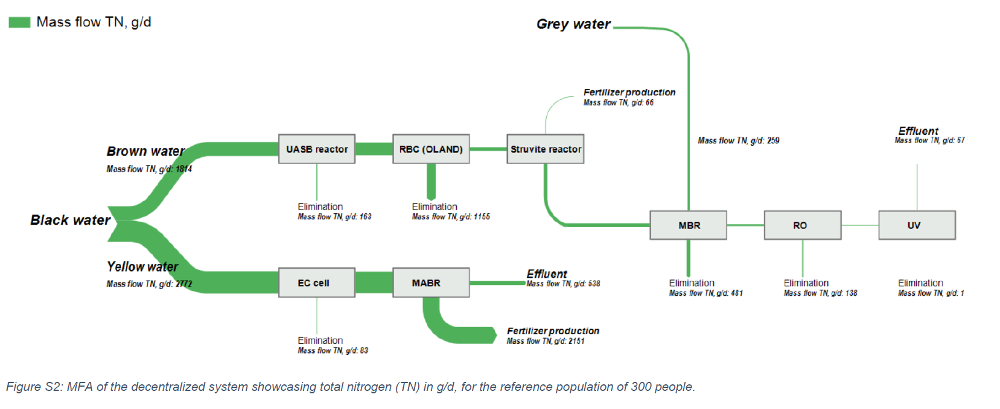 Mass flow TN, g/d
Grey water
Fertilizer production
Mass flow TN, g/d: 66
Effluent
Mass flow TN, g/d: 67
Mass flow TN, g/d: 259
Brown water
Mass flow TN, g/d: 1814
UASB reactor
RBC (OLAND)
Struvite reactor
Elimination
Mass flow TN, g/d: 163
Elimination
Mass flow TN, g/d: 1155
Black water
MBR
RO
UV
Yellow water
Mass flow TN, g/d: 2772
EC cell
MABR
Effluent
Mass flow TN, g/d: 538
Elimination
Mass flow TN, g/d: 481
Elimination
Mass flow TN, g/d: 138
Elimination
Mass flow TN, g/d: 1
Fertilizer production
Mass flow TN, g/d: 2151
Elimination
Mass flow TN, g/d: 83
Figure S2: MFA of the decentralized system showcasing total nitrogen (TN) in g/d, for the reference population of 300 people.